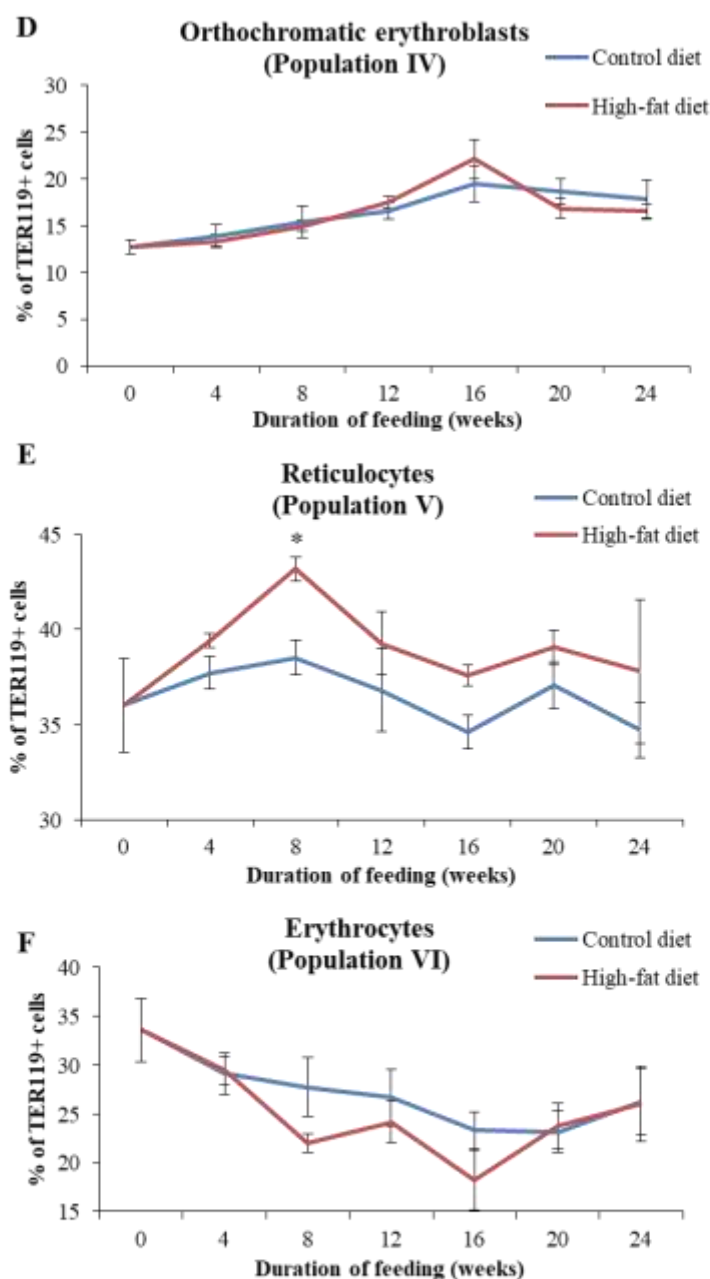 D
Orthochromatic erythroblasts
(Population IV)
Control diet
High-fat diet
% of TER119+ cells
30
25
20
15
10
5
0
0 4 8 12 16 20 24
Duration of feeding (weeks)
E
Reticulocytes
(Population V)
Control diet
High-fat diet
% of TER119+ cells
45
40
35
30
*
0 4 8 12 16 20 24
Duration of feeding (weeks)
F
Erythrocytes
(Population VI)
Control diet
High-fat diet
% of TER119+ cells
40
35
30
25
20
15
0 4 8 12 16 20 24
Duration of feeding (weeks)